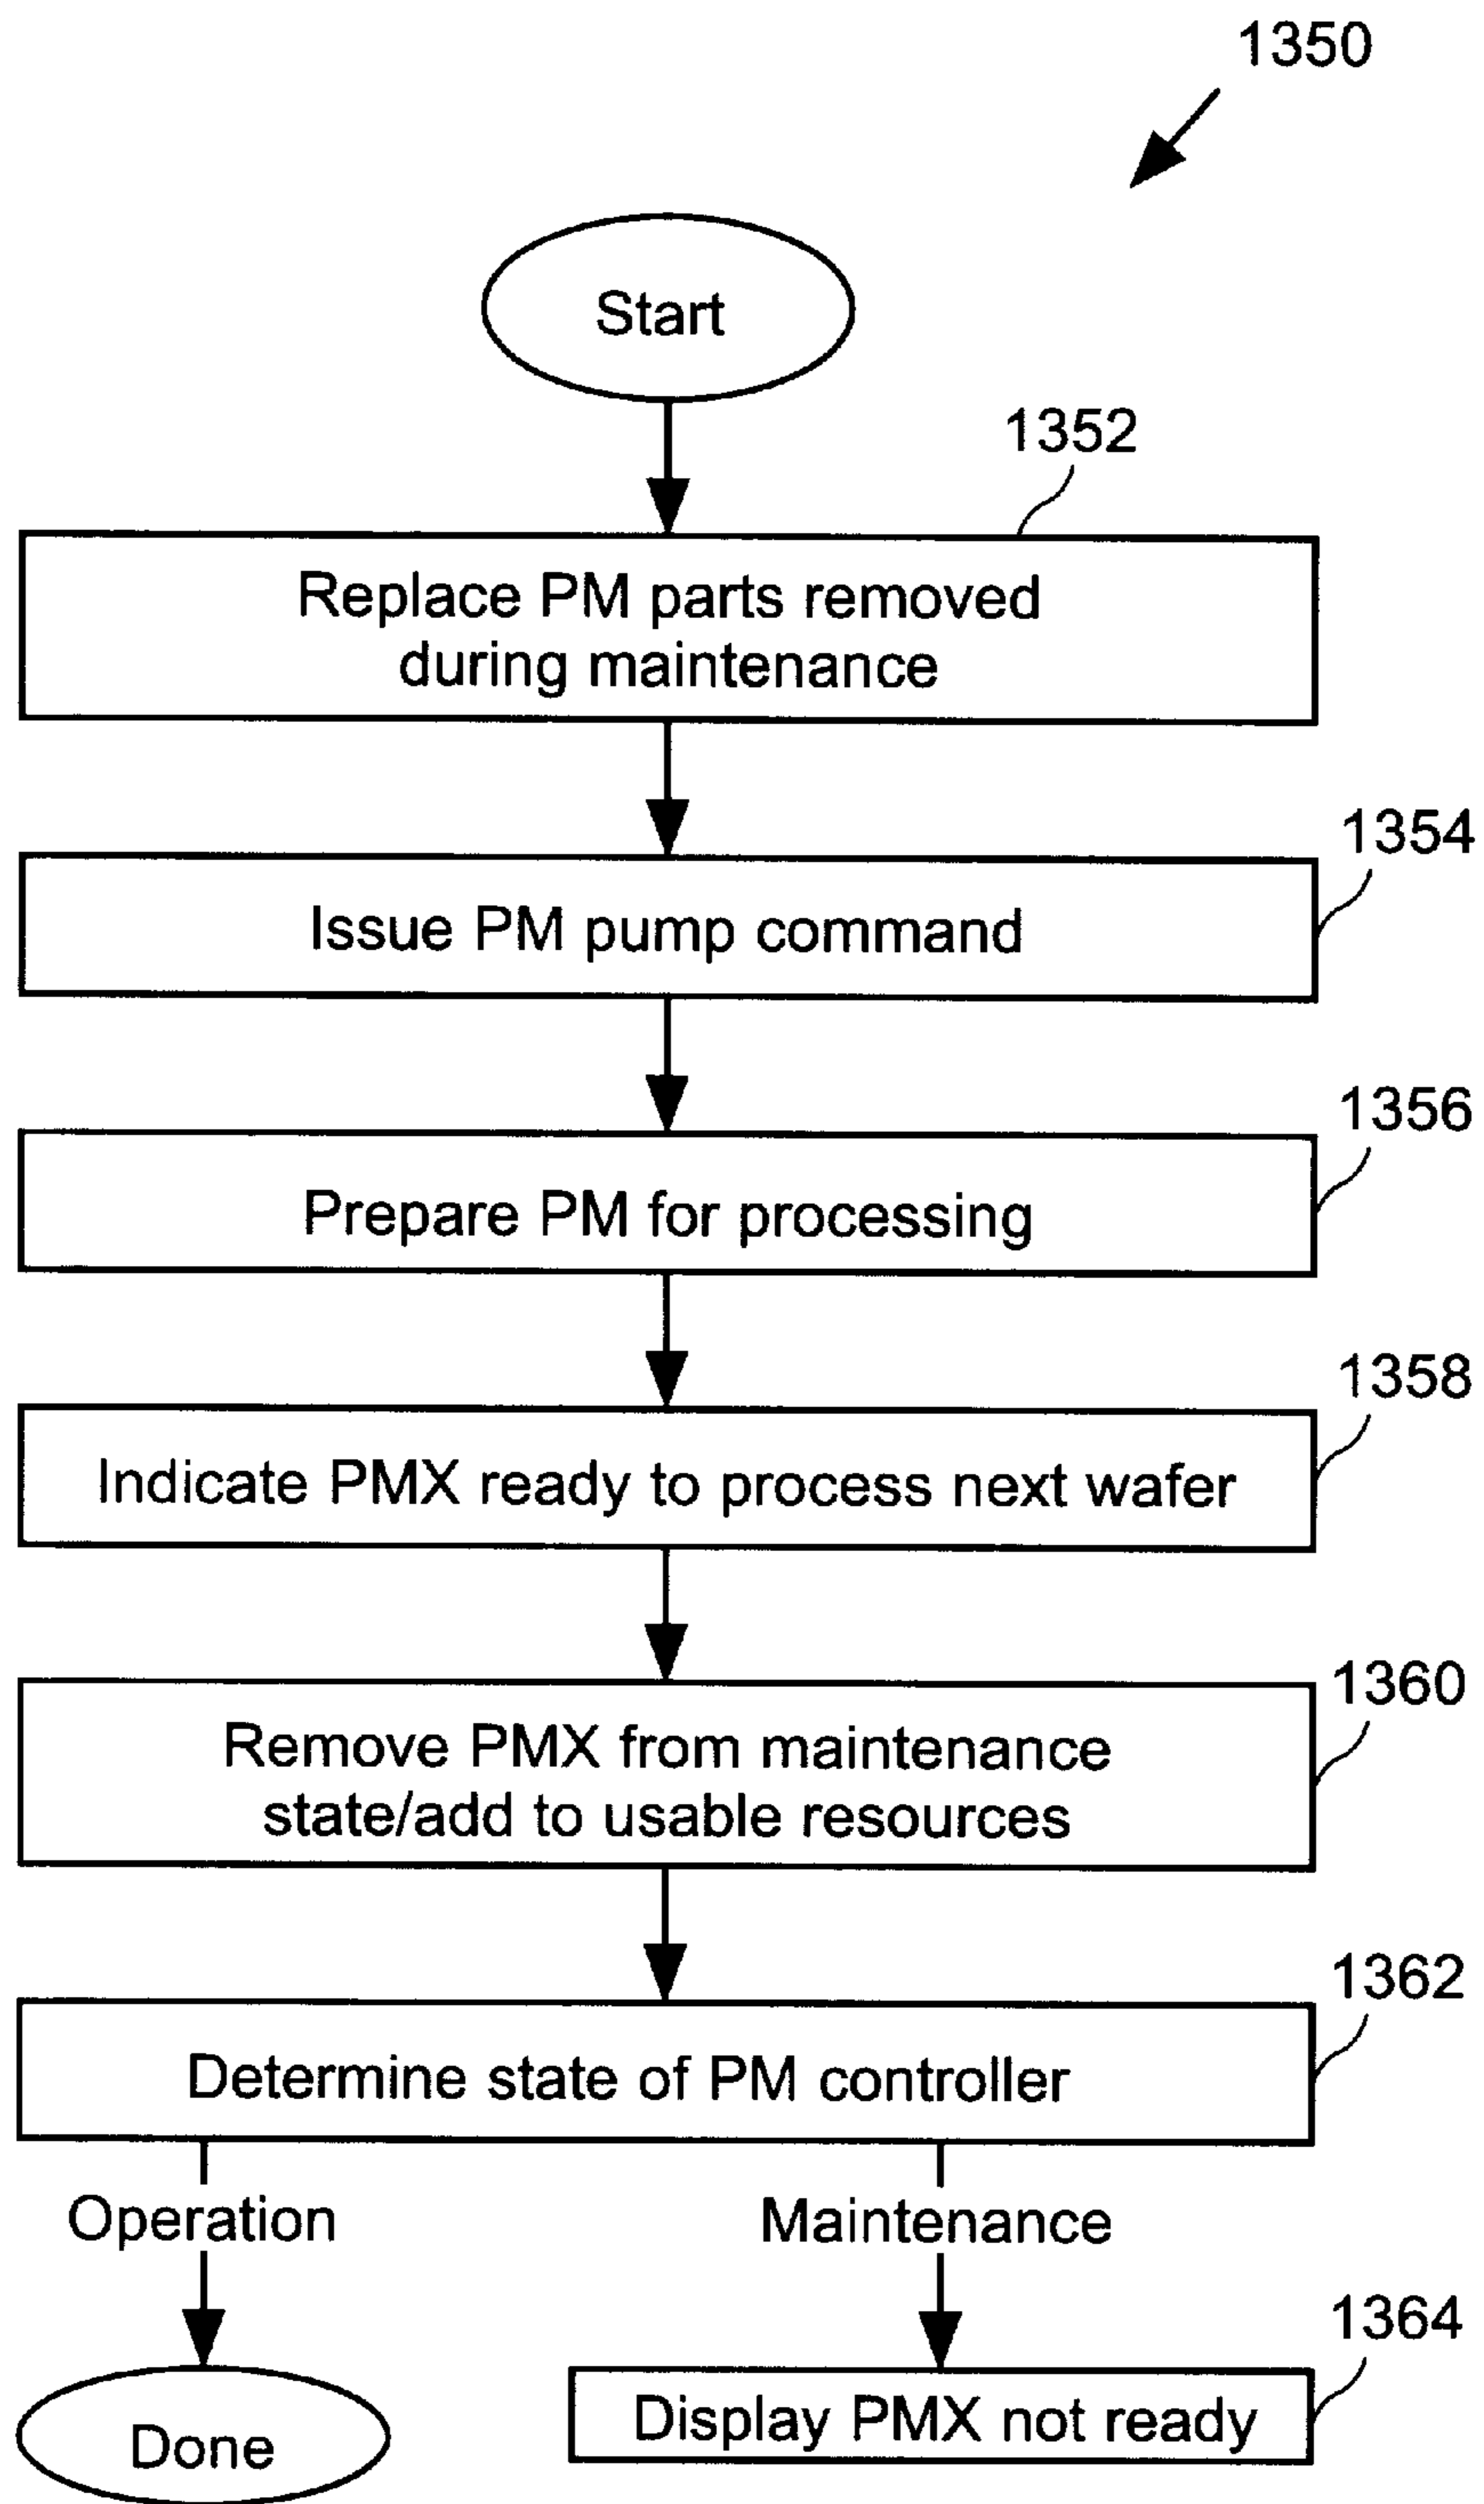 1350
Start
1352
Replace PM parts removed
during maintenance
1354
Issue PM pump command
1356
Prepare PM for processing
1358
Indicate PMX ready to process next wafer
1360
Remove PMX from maintenance
state/add to usable resources
1362
Determine state of PM controller
Operation
Maintenance
1364
Done
Display PMX not ready